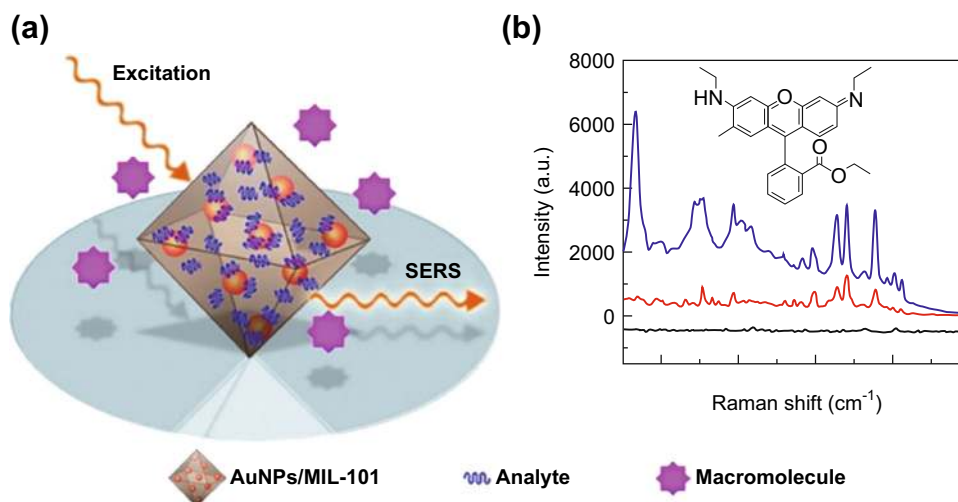 (a)
Excitation
SERS
(b)
8000
6000
4000
2000
0
Intensity (a.u.)
HN
O
N
O
O
Raman shift (cm⁻¹)
AuNPs/MIL-101
Analyte
Macromolecule